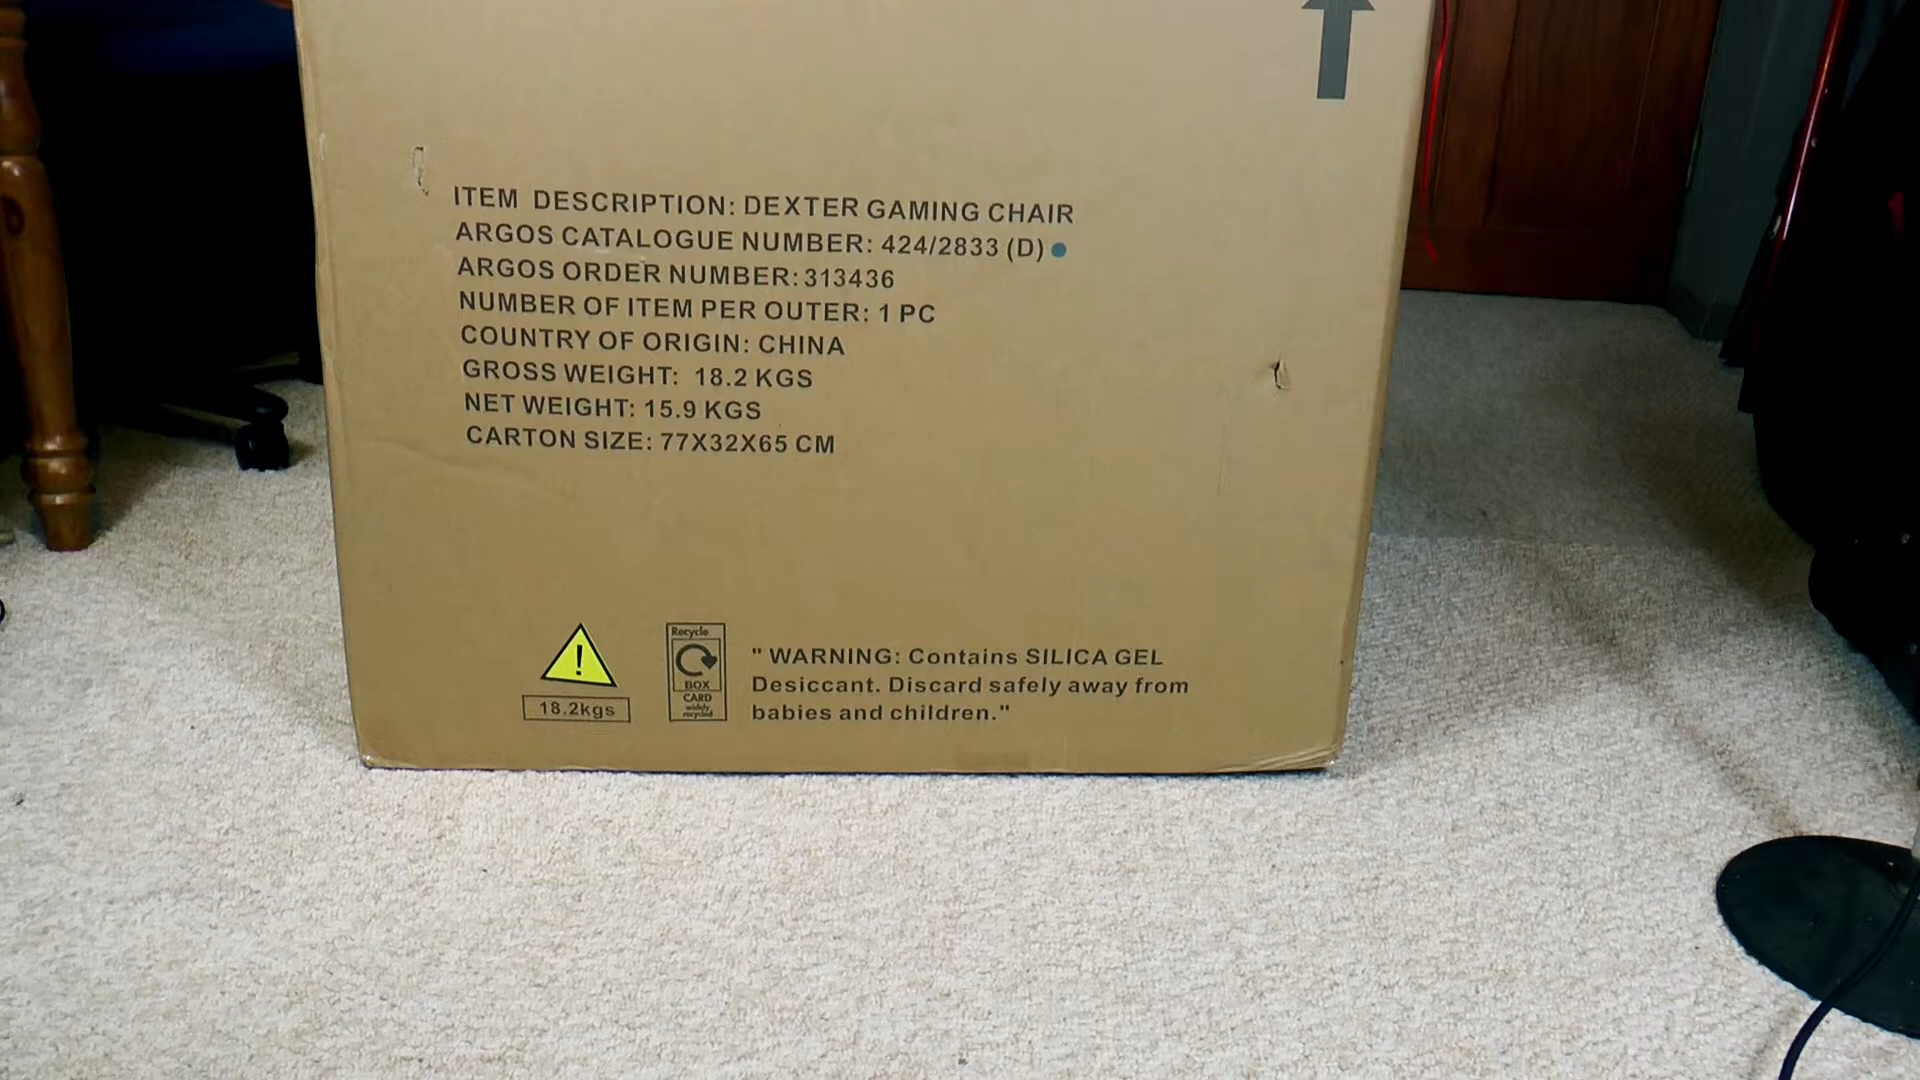 ITEM DESCRIPTION: DEXTER GAMING CHAIR
ARGOS CATALOGUE NUMBER: 424/2833 (D)
ARGOS ORDER NUMBER: 313436
NUMBER OF ITEM PER OUTER: 1 PC
COUNTRY OF ORIGIN: CHINA
GROSS WEIGHT: 18.2 KGS
NET WEIGHT: 15.9 KGS
CARTON SIZE: 77X32X65 CM
!
18.2kgs
Recycle
BOX
CARD
widely
recycled
" WARNING: Contains SILICA GEL
Desiccant. Discard safely away from
babies and children."